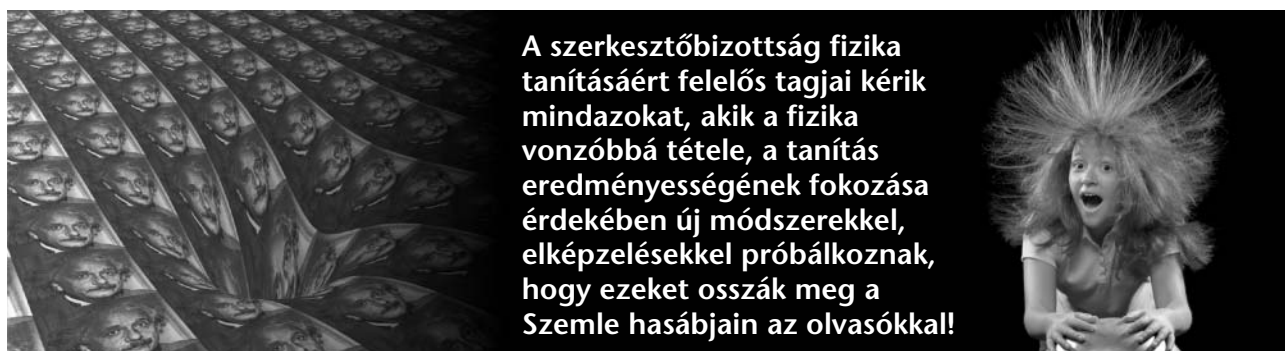 A szerkesztőbizottság fizika
tanításáért felelős tagjai kérik
mindazokat, akik a fizika
vonzóbbá tétele, a tanítás
eredményességének fokozása
érdekében új módszerekkel,
elképzelésekkel próbálkoznak,
hogy ezeket osszák meg a
Szemle hasábjain az olvasókkal!